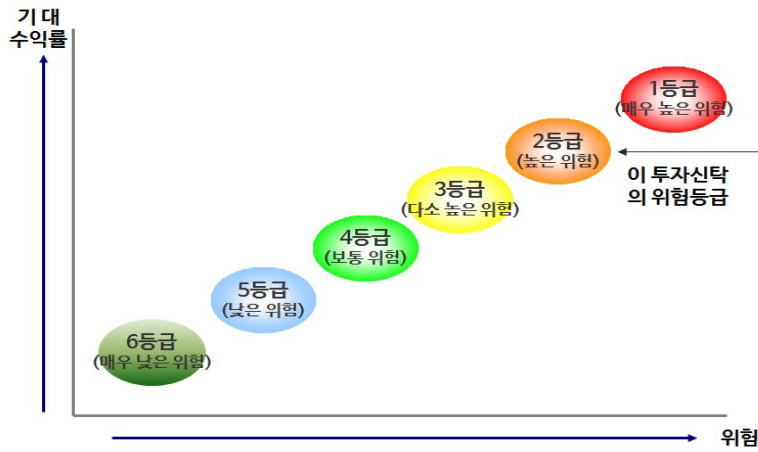 기 대
수익률
1등급
(매우 높은 위험)
2등급
(높은 위험)
이 투자신탁
의 위험등급
3등급
(다소 높은 위험)
4등급
(보통 위험)
5등급
(낮은 위험)
6등급
(매우 낮은 위험)
위험